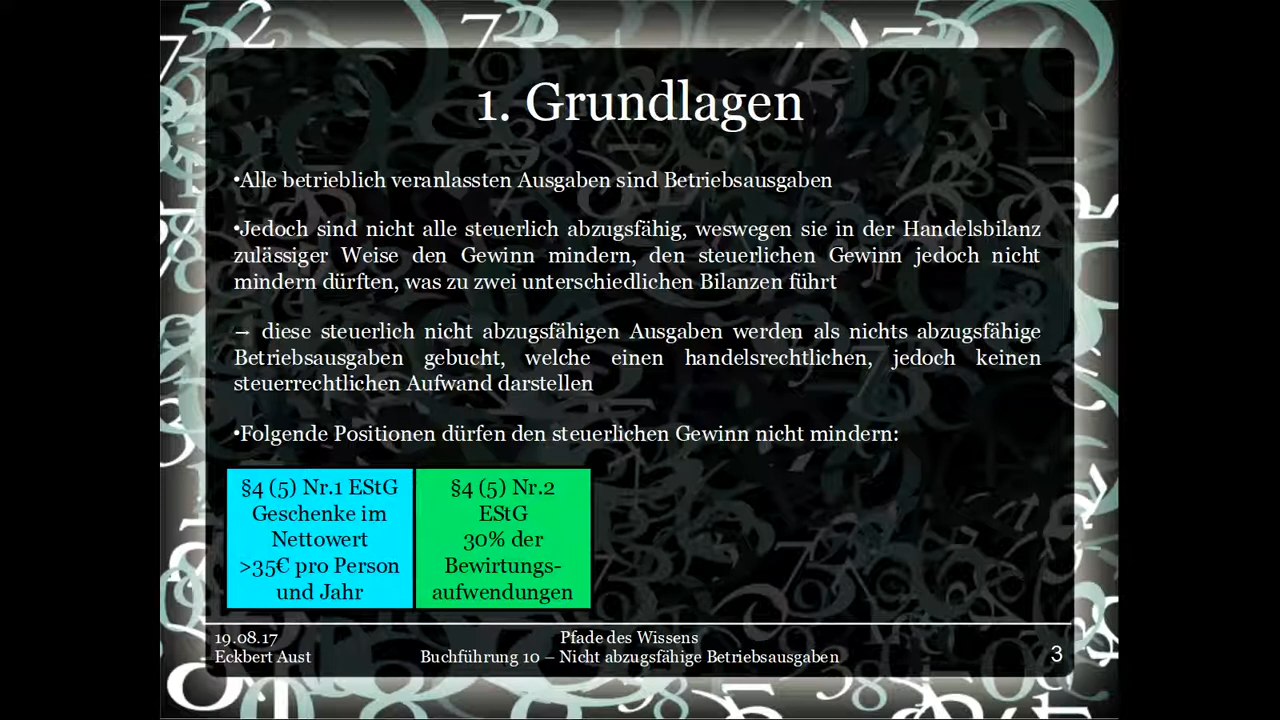 1. Grundlagen
•Alle betrieblich veranlassten Ausgaben sind Betriebsausgaben
•Jedoch sind nicht alle steuerlich abzugsfähig, weswegen sie in der Handelsbilanz
zulässiger Weise den Gewinn mindern, den steuerlichen Gewinn jedoch nicht
mindern dürften, was zu zwei unterschiedlichen Bilanzen führt
→ diese steuerlich nicht abzugsfähigen Ausgaben werden als nichts abzugsfähige
Betriebsausgaben gebucht, welche einen handelsrechtlichen, jedoch keinen
steuerrechtlichen Aufwand darstellen
•Folgende Positionen dürfen den steuerlichen Gewinn nicht mindern:
§4 (5) Nr.1 EStG
Geschenke im
Nettowert
>35€ pro Person
und Jahr
§4 (5) Nr.2
EStG
30% der
Bewirtungs-
aufwendungen
19.08.17
Eckbert Aust
Pfade des Wissens
Buchführung 10 – Nicht abzugsfähige Betriebsausgaben
3